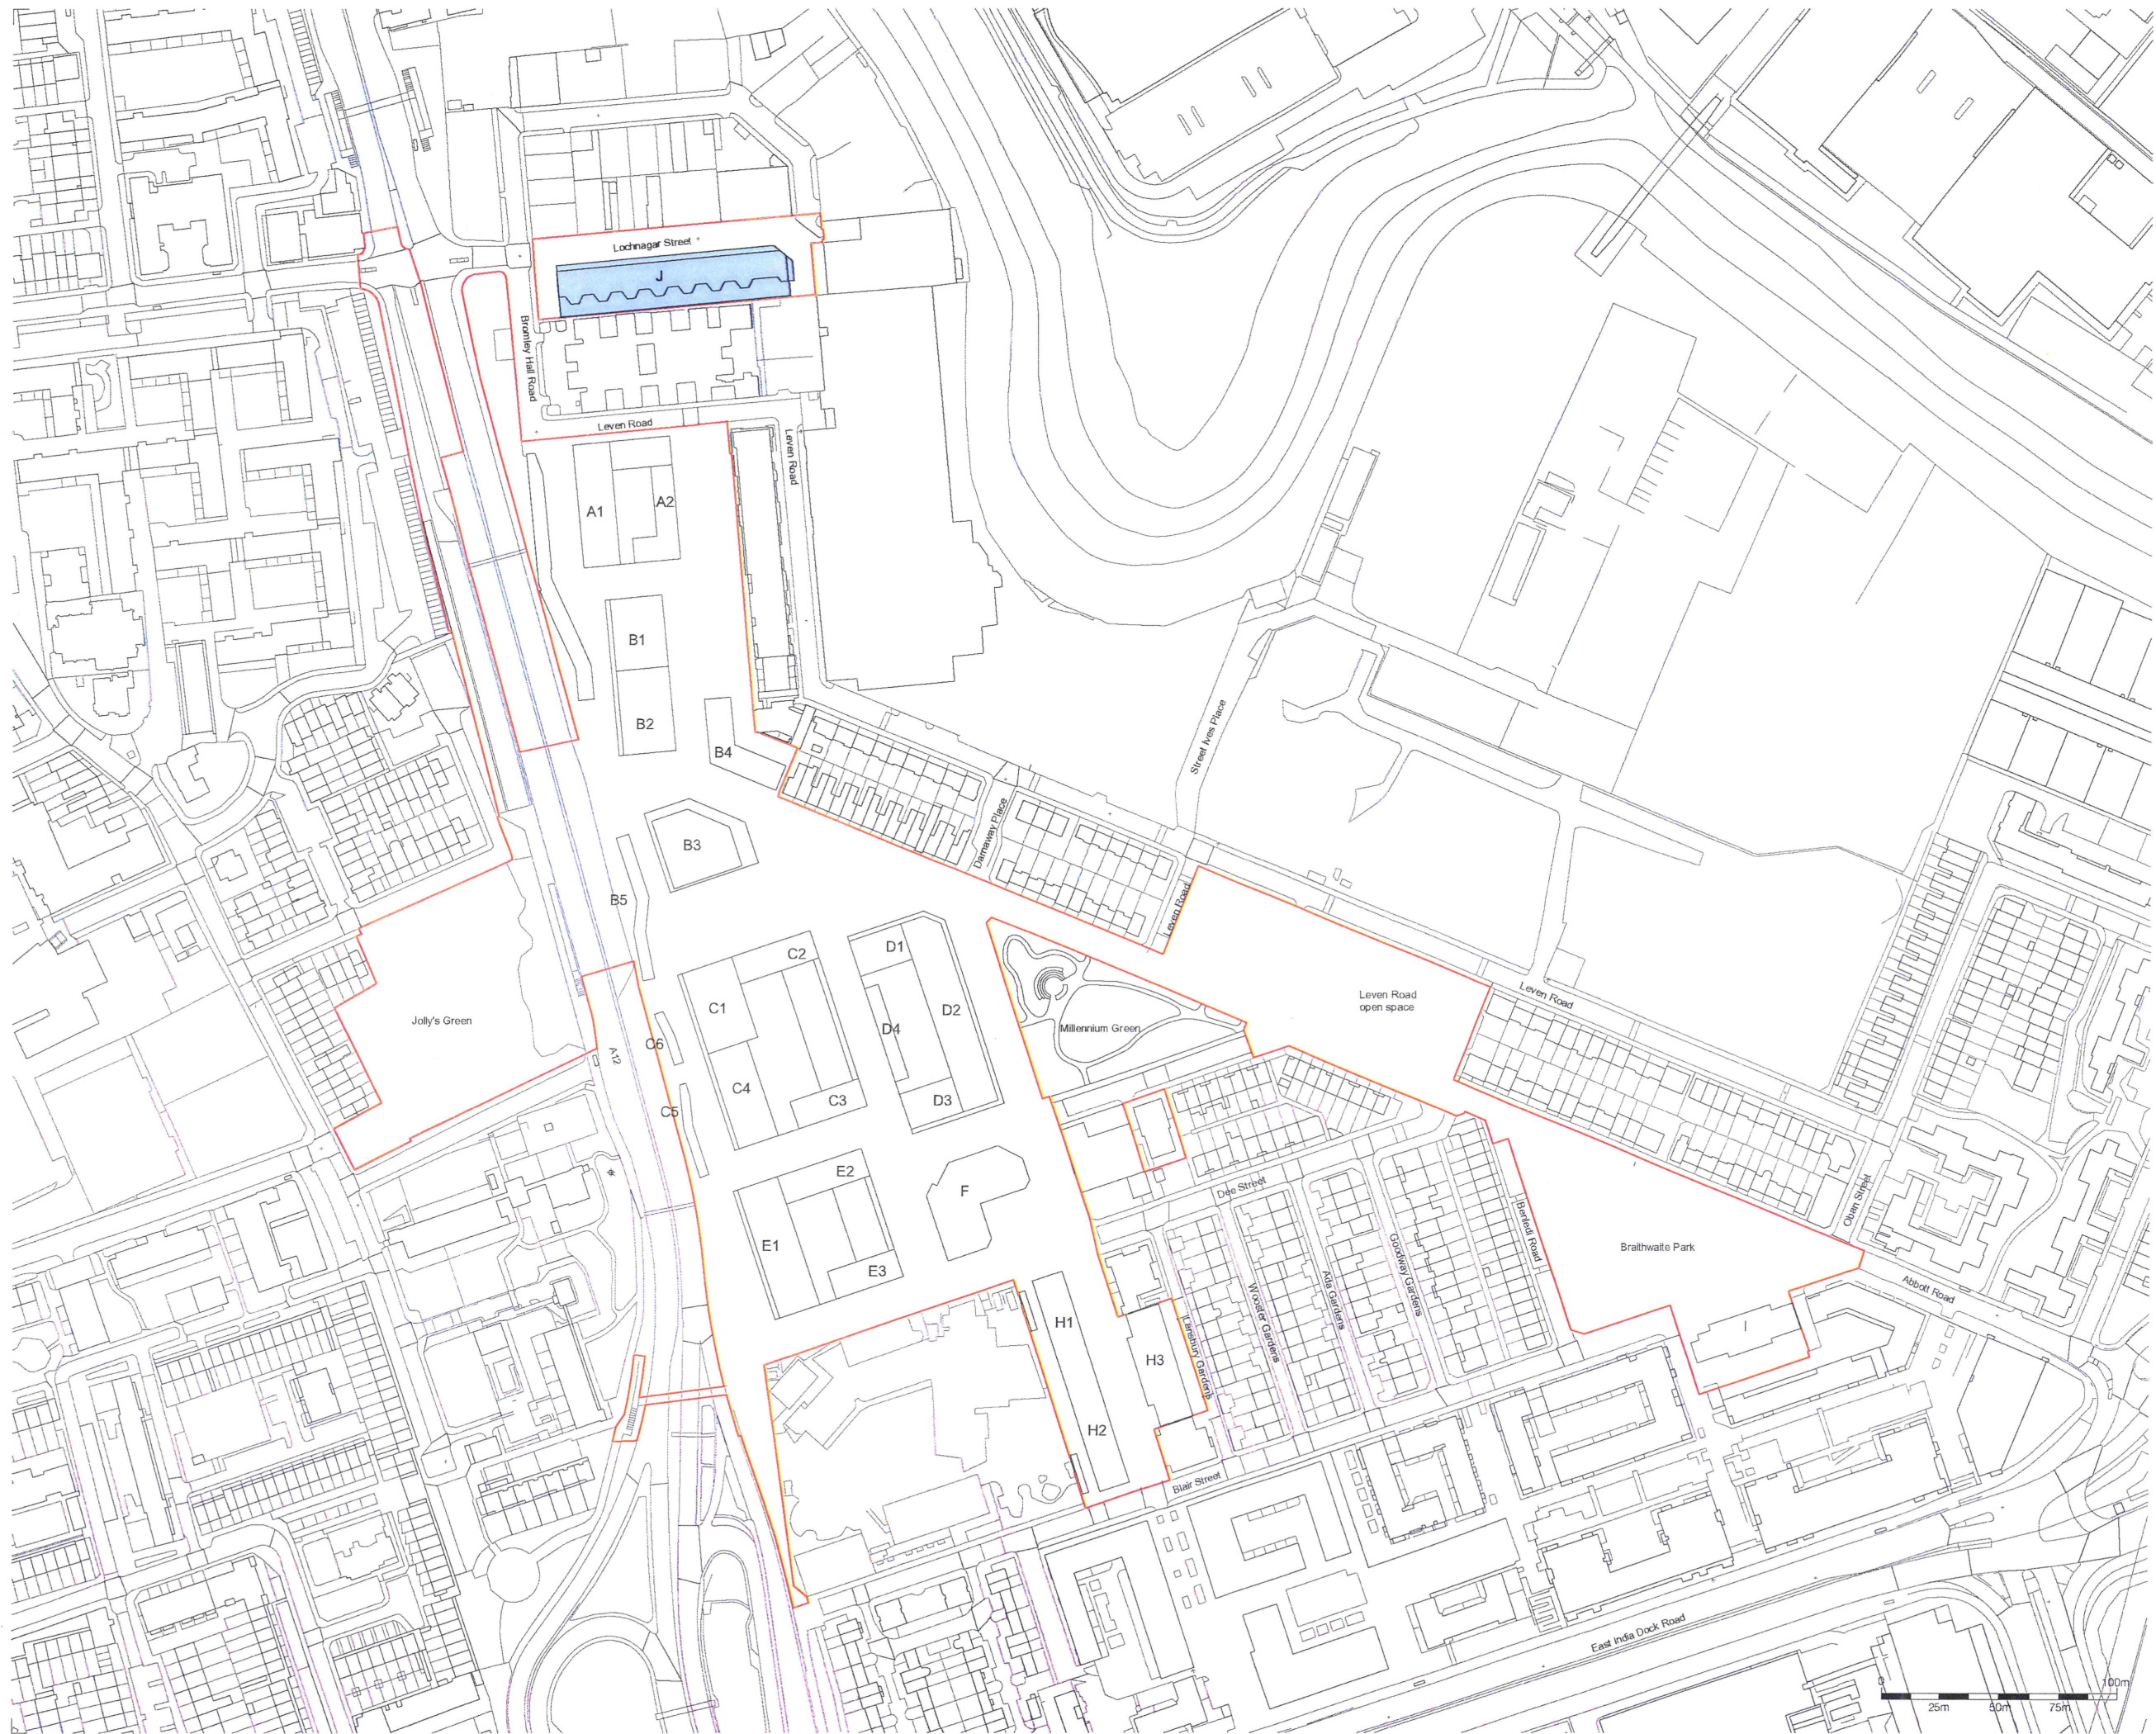 Lochnagar Street
J
Bromley Hall Road
Leven Road
Leven Road
A1
A2
B1
B2
B4
Street Ives Place
B3
Darnaway Place
B5
Leven Road
D1
C2
C1
D2
D4
Leven Road
open space
Leven Road
Jolly's Green
Millennium Green
C6
A12
C4
C3
D3
C5
E2
F
Dee Street
Benledi Road
Oban Street
E1
E3
Goodway Gardens
Braithwaite Park
Ada Gardens
Wooster Gardens
Lansbury Gardens
Abbott Road
H1
I
H3
H2
Blair Street
East India Dock Road
0
100m
25m
50m
75m